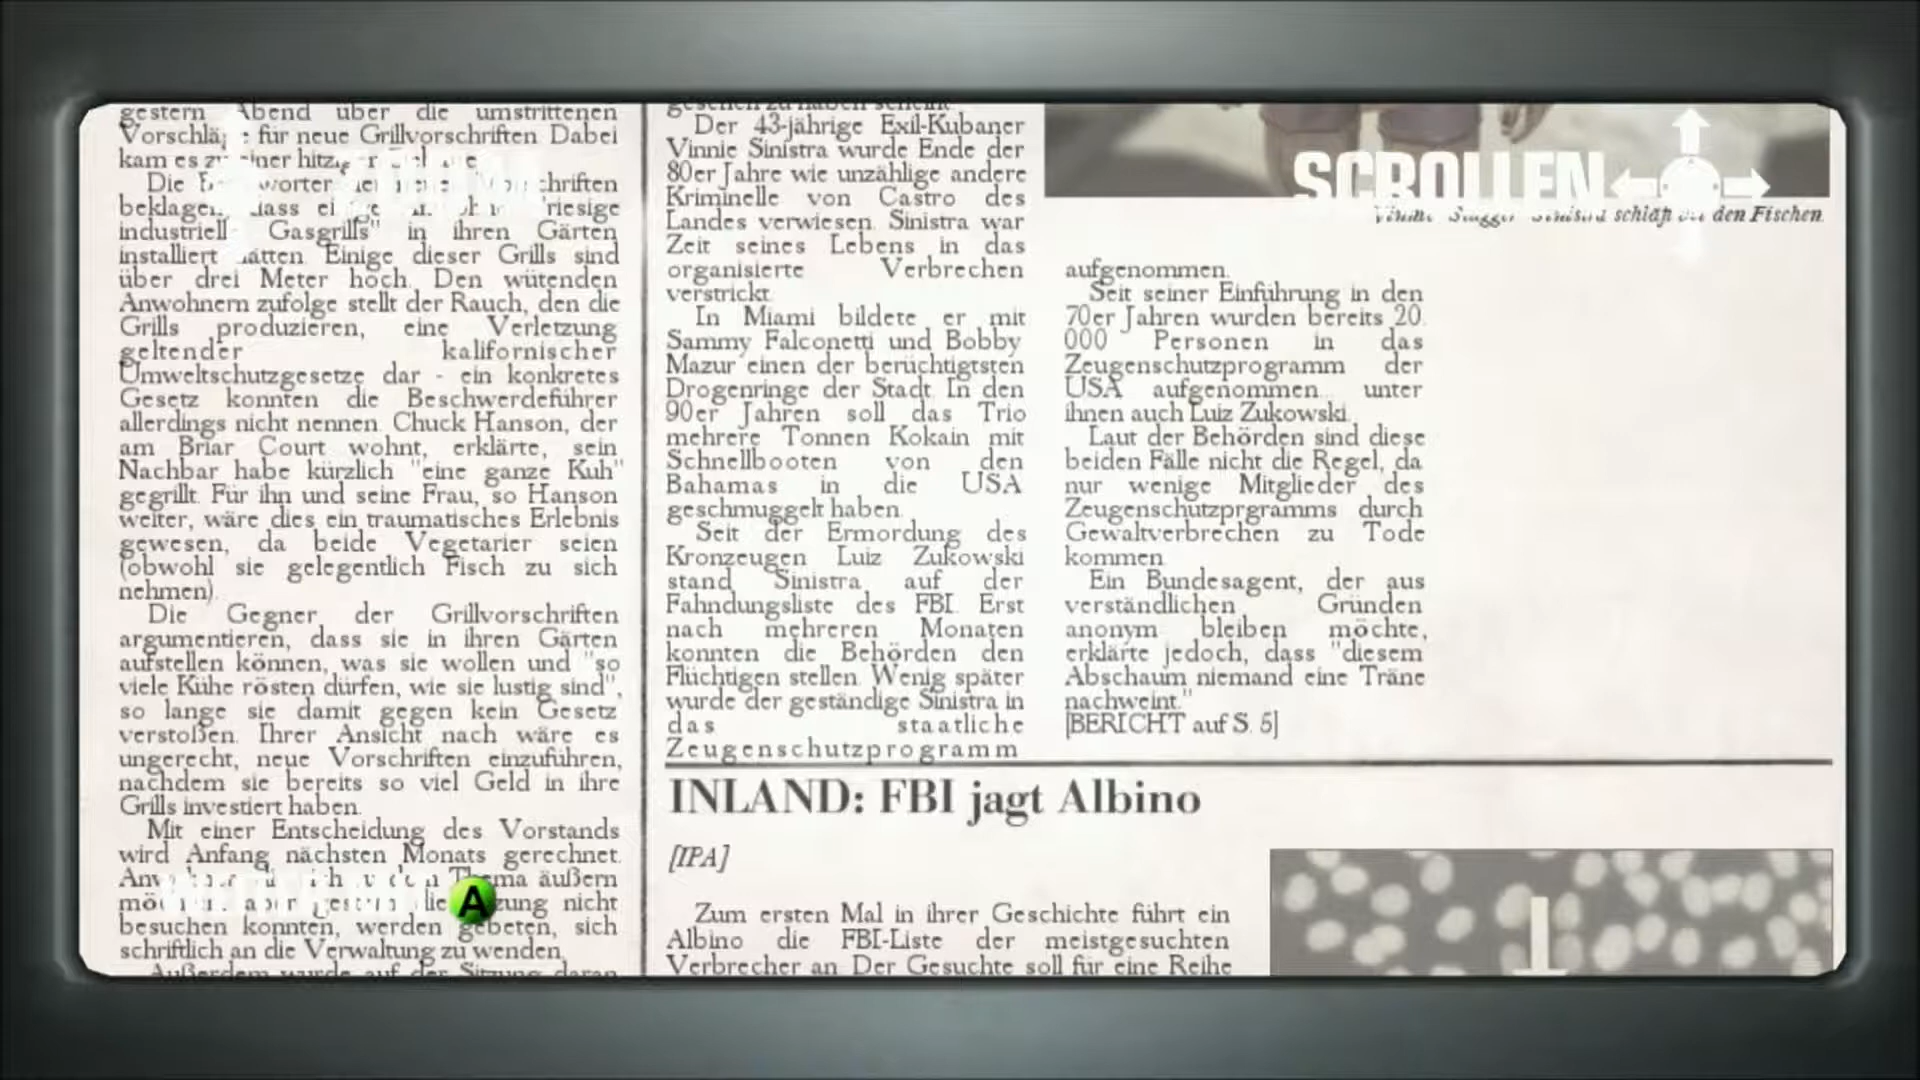 gestern Abend über die umstrittenen
für neue Grillvorschriften Dabei
kam es
Die
beklagen, dass riesige
industrielle Gasgrills" in ihren Gärten
installiert hätten Einige dieser Grills sind
über drei Meter hoch. Den wütenden
Anwohnern zufolge stellt der Rauch, den die
Grills produzieren, eine Verletzung
geltender kalifornischer
Umweltschutzgesetze dar - ein konkretes
Gesetz konnten die Beschwerdeführer
allerdings nicht nennen. Chuck Hanson, der
am Briar Court wohnt, erklärte, sein
Nachbar habe kürzlich "eine ganze Kuh"
gegrillt. Für ihn und seine Frau, so Hanson
weiter, wäre dies ein traumatisches Erlebnis
gewesen, da beide Vegetarier seien
(obwohl sie gelegentlich Fisch zu sich
nehmen).
Die Gegner der Grillvorschriften
argumentieren, dass sie in ihren Gärten
aufstellen können, was sie wollen und "so
viele Kühe rösten dürfen, wie sie lustig sind",
so lange sie damit gegen kein Gesetz
verstoßen. Ihrer Ansicht nach wäre es
ungerecht, neue Vorschriften einzuführen,
nachdem sie bereits so viel Geld in ihre
Grills investiert haben.
Mit einer Entscheidung des Vorstands
wird Anfang nächsten Monats gerechnet.
Thema äußern
nicht
besuchen konnten, werden gebeten, sich
schriftlich an die Verwaltung zu wenden.
Außerdem wurde auf der Sitzung daran
A
gesehen zu haben scheint.
Der 43-jährige Exil-Kubaner
Vinnie Sinistra wurde Ende der
80er Jahre wie unzählige andere
Kriminelle von Castro des
Landes verwiesen. Sinistra war
Zeit seines Lebens in das
organisierte Verbrechen
verstrickt.
In Miami bildete er mit
Sammy Falconetti und Bobby
Mazur einen der berüchtigtsten
Drogenringe der Stadt. In den
90er Jahren soll das Trio
mehrere Tonnen Kokain mit
Schnellbooten von den
Bahamas in die USA
geschmuggelt haben.
Seit der Ermordung des
Kronzeugen Luiz Zukowski
stand Sinistra auf der
Fahndungsliste des FBI. Erst
nach mehreren Monaten
konnten die Behörden den
Flüchtigen stellen. Wenig später
wurde der geständige Sinistra in
das staatliche
Zeugenschutzprogramm
SCROLLEN
schläft bei den Fischen.
aufgenommen.
Seit seiner Einführung in den
70er Jahren wurden bereits 20.
000 Personen in das
Zeugenschutzprogramm der
USA aufgenommen... unter
ihnen auch Luiz Zukowski.
Laut der Behörden sind diese
beiden Fälle nicht die Regel, da
nur wenige Mitglieder des
Zeugenschutzprgramms durch
Gewaltverbrechen zu Tode
kommen.
Ein Bundesagent, der aus
verständlichen Gründen
anonym bleiben möchte,
erklärte jedoch, dass "diesem
Abschaum niemand eine Träne
nachweint."
[BERICHT auf S. 5]
INLAND: FBI jagt Albino
[IPA]
Zum ersten Mal in ihrer Geschichte führt ein
Albino die FBI-Liste der meistgesuchten
Verbrecher an. Der Gesuchte soll für eine Reihe